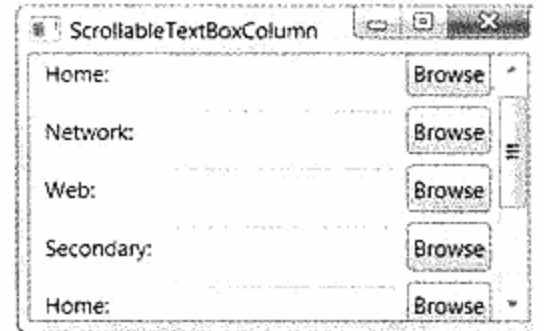 ScrollableTextBoxColumn
Home: Browse
Network: Browse
Web: Browse
Secondary: Browse
Home: Browse